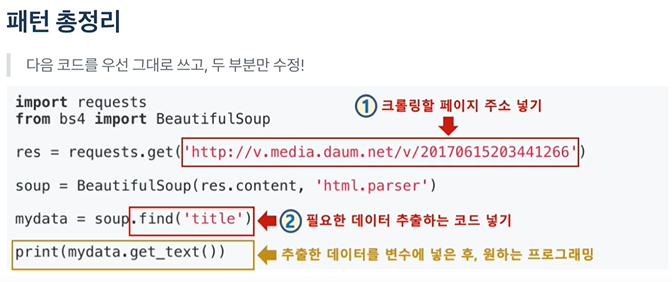 패턴 총정리
다음 코드를 우선 그대로 쓰고, 두 부분만 수정!
import requests
from bs4 import BeautifulSoup
1 크롤링할 페이지 주소 넣기
res = requests.get('http://v.media.daum.net/v/20170615203441266')
soup = BeautifulSoup(res.content, 'html.parser')
mydata = soup.find('title') 2 필요한 데이터 추출하는 코드 넣기
print(mydata.get_text()) 추출한 데이터를 변수에 넣은 후, 원하는 프로그래밍